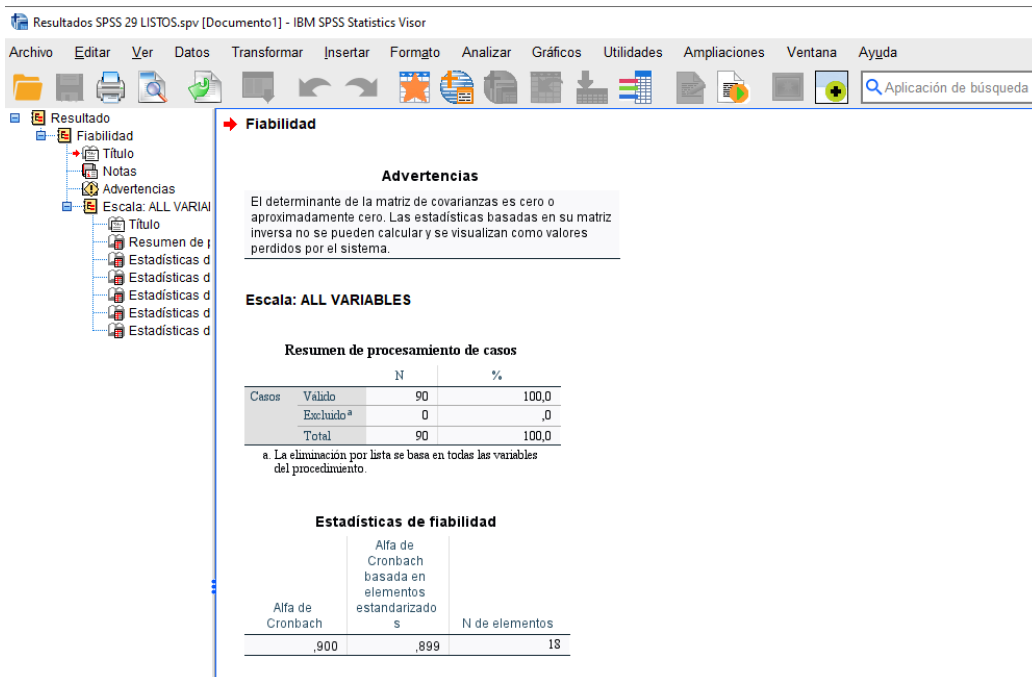 Resultados SPSS 29 LISTOS.spv [Documento1] - IBM SPSS Statistics Visor
Archivo Editar Ver Datos Transformar Insertar Formato Analizar Gráficos Utilidades Ampliaciones Ventana Ayuda
Aplicación de búsqueda
Resultado
Fiabilidad
Título
Notas
Advertencias
Escala: ALL VARIAI
Título
Resumen de p
Estadísticas d
Estadísticas d
Estadísticas d
Estadísticas d
Estadísticas d
Fiabilidad
Advertencias
El determinante de la matriz de covarianzas es cero o
aproximadamente cero. Las estadísticas basadas en su matriz
inversa no se pueden calcular y se visualizan como valores
perdidos por el sistema.
Escala: ALL VARIABLES
Resumen de procesamiento de casos
N %
Casos Válido 90 100,0
Excluido a 0 ,0
Total 90 100,0
a. La eliminación por lista se basa en todas las variables
del procedimiento.
Estadísticas de fiabilidad
Alfa de
Cronbach
Alfa de
Cronbach
basada en
elementos
estandarizado
s
N de elementos
,900 ,899 18